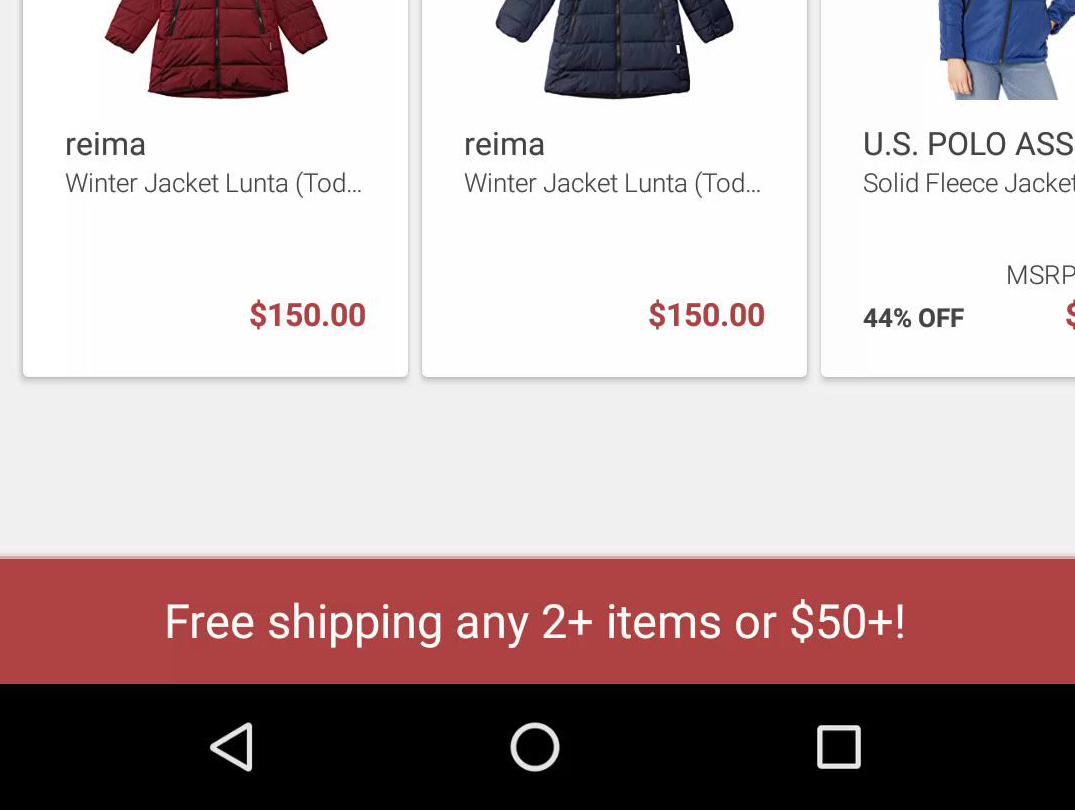 reima
Winter Jacket Lunta (Tod...
$150.00
reima
Winter Jacket Lunta (Tod...
$150.00
U.S. POLO ASS
Solid Fleece Jacket
MSRP
44% OFF
$
Free shipping any 2+ items or $50+!